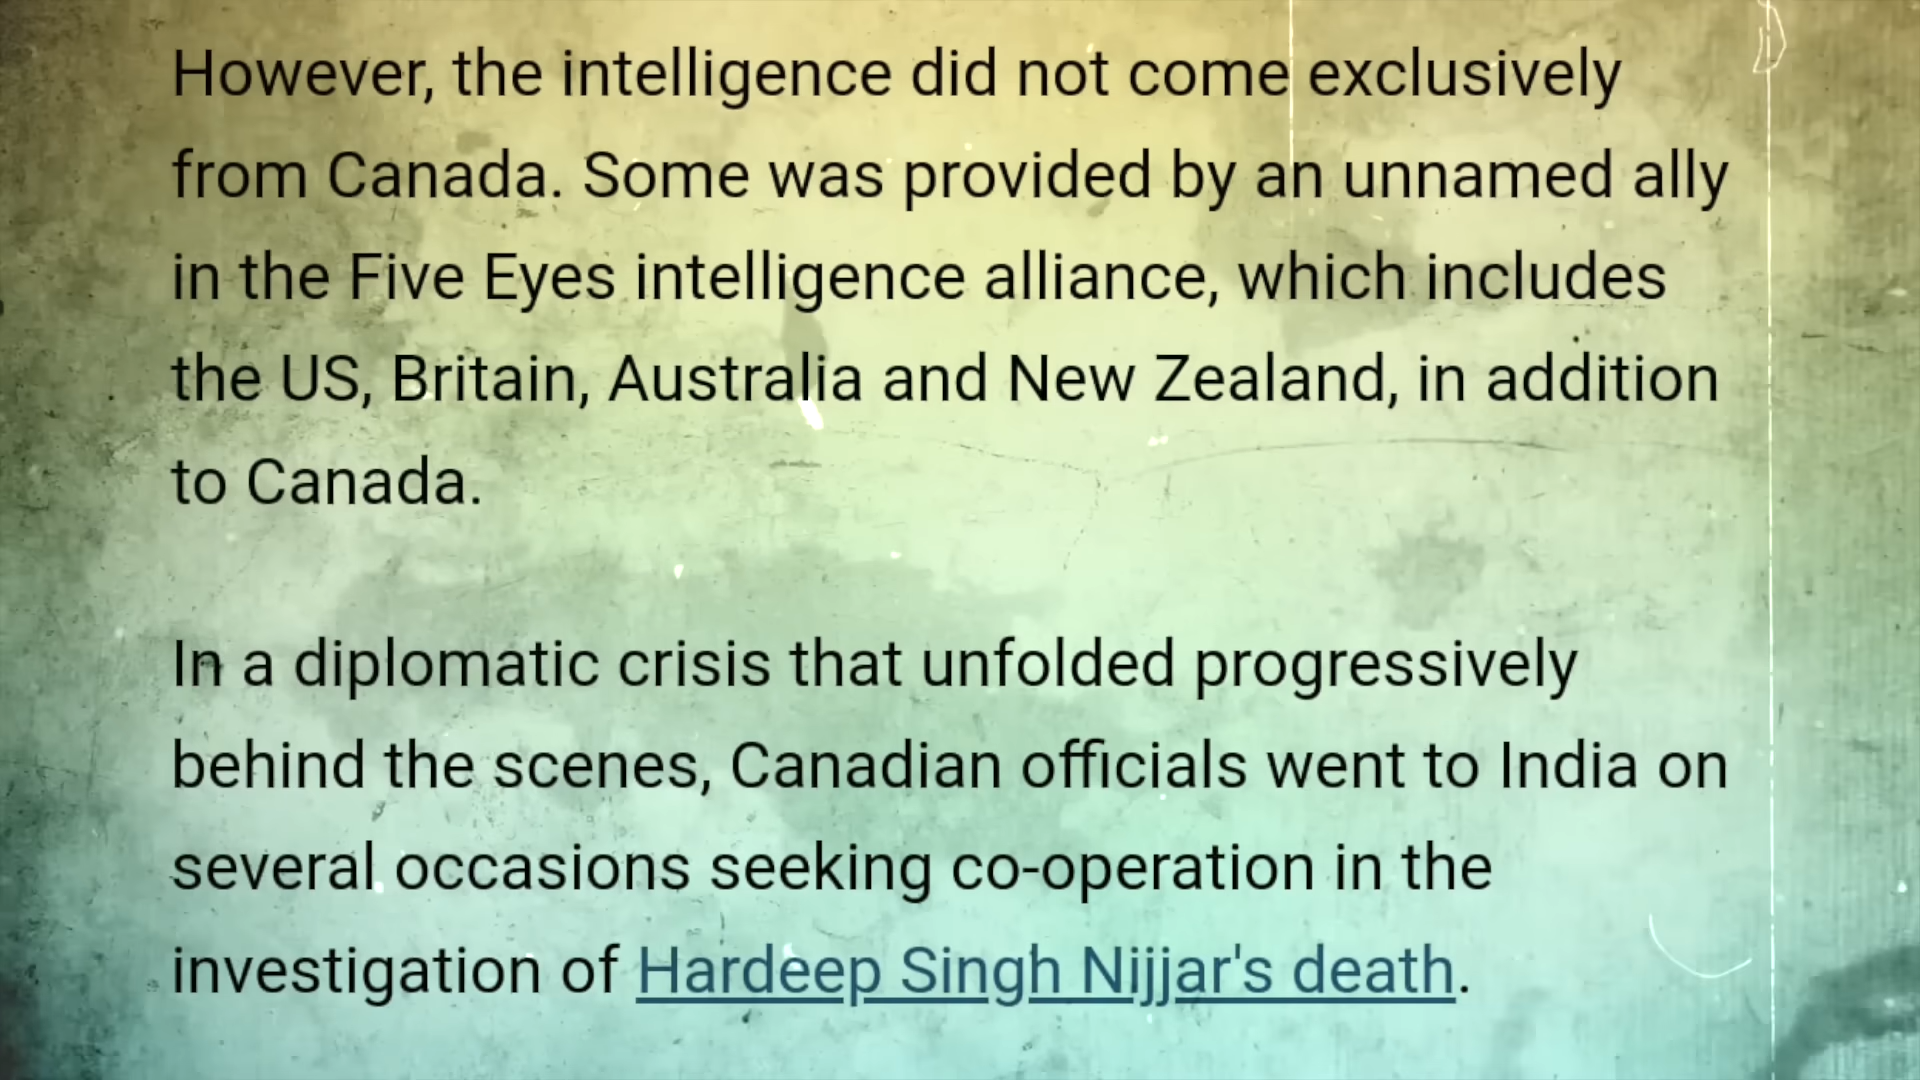 However, the intelligence did not come exclusively
from Canada. Some was provided by an unnamed ally
in the Five Eyes intelligence alliance, which includes
the US, Britain, Australia and New Zealand, in addition
to Canada.
In a diplomatic crisis that unfolded progressively
behind the scenes, Canadian officials went to India on
several occasions seeking co-operation in the
investigation of Hardeep Singh Nijjar's death.